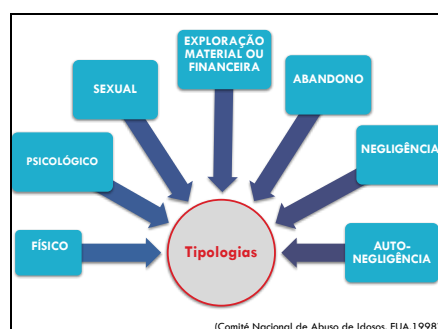 EXPLORAÇÃO
MATERIAL OU
FINANCEIRA
SEXUAL
ABANDONO
PSICOLÓGICO
NEGLIGÊNCIA
FÍSICO
Tipologias
AUTO-
NEGLIGÊNCIA
(Comité Nacional de Abuso de Idosos, EUA,1998)